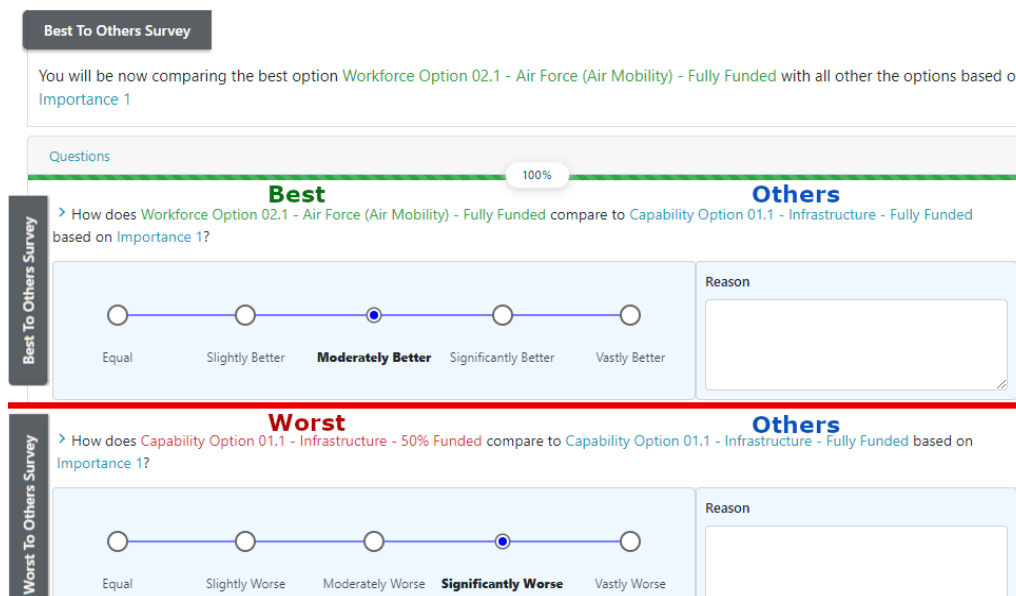 Best To Others Survey
You will be now comparing the best option Workforce Option 02.1 - Air Force (Air Mobility) - Fully Funded with all other the options based o
Importance 1
Questions
100%
Best
Others
Best To Others Survey
How does Workforce Option 02.1 - Air Force (Air Mobility) - Fully Funded compare to Capability Option 01.1 - Infrastructure - Fully Funded
based on Importance 1?
Reason
Equal
Slightly Better
Moderately Better
Significantly Better
Vastly Better
Worst
Others
Worst To Others Survey
How does Capability Option 01.1 - Infrastructure - 50% Funded compare to Capability Option 01.1 - Infrastructure - Fully Funded based on
Importance 1?
Reason
Equal
Slightly Worse
Moderately Worse
Significantly Worse
Vastly Worse